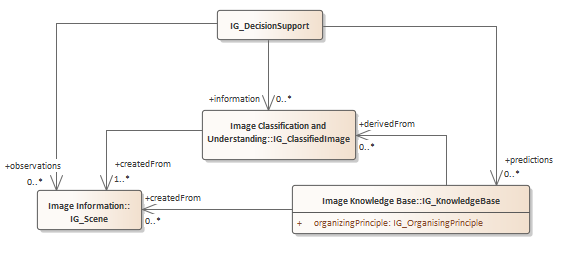 IG_DecisionSupport
+information
0..*
Image Classification and
Understanding::IG_ClassifiedImage
+derivedFrom
0..*
+observations
0..*
+createdFrom
1..*
+predictions
0..*
Image Information::
IG_Scene
+createdFrom
0..*
Image Knowledge Base::IG_KnowledgeBase
+ organizingPrinciple: IG_OrganisingPrinciple